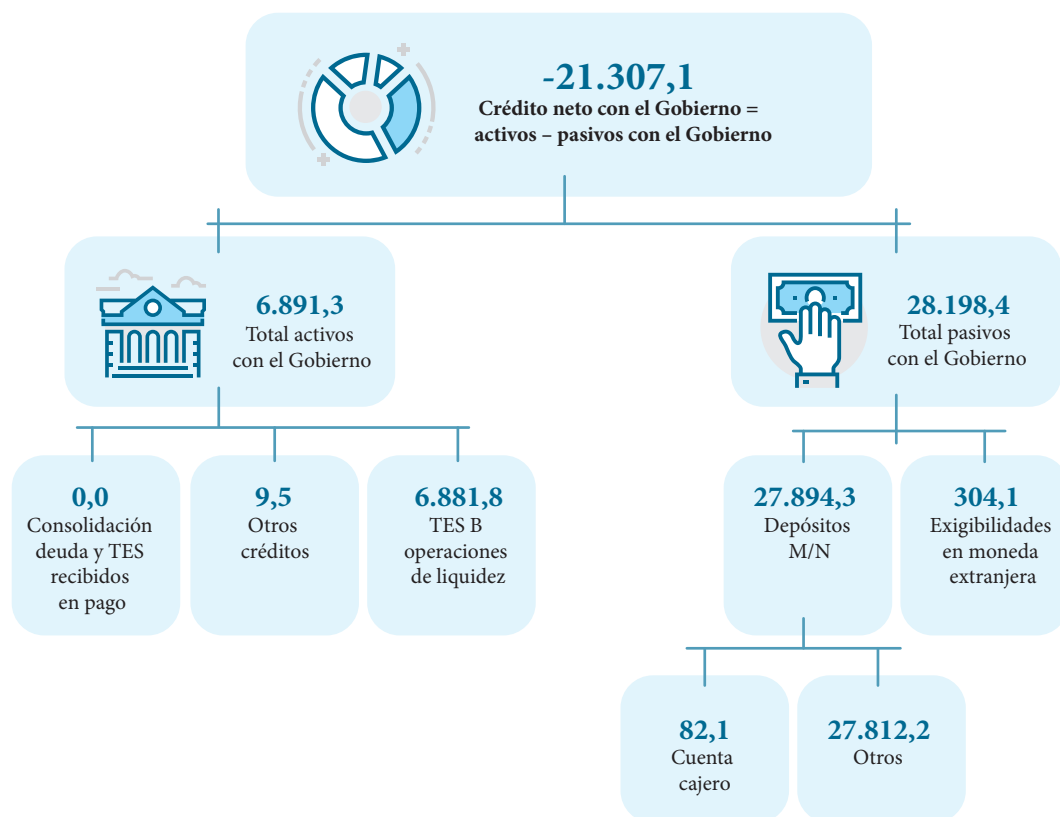 -21.307,1
Crédito neto con el Gobierno =
activos – pasivos con el Gobierno
6.891,3
Total activos
con el Gobierno
28.198,4
Total pasivos
con el Gobierno
0,0
Consolidación
deuda y TES
recibidos
en pago
9,5
Otros
créditos
6.881,8
TES B
operaciones
de liquidez
27.894,3
Depósitos
M/N
304,1
Exigibilidades
en moneda
extranjera
82,1
Cuenta
cajero
27.812,2
Otros